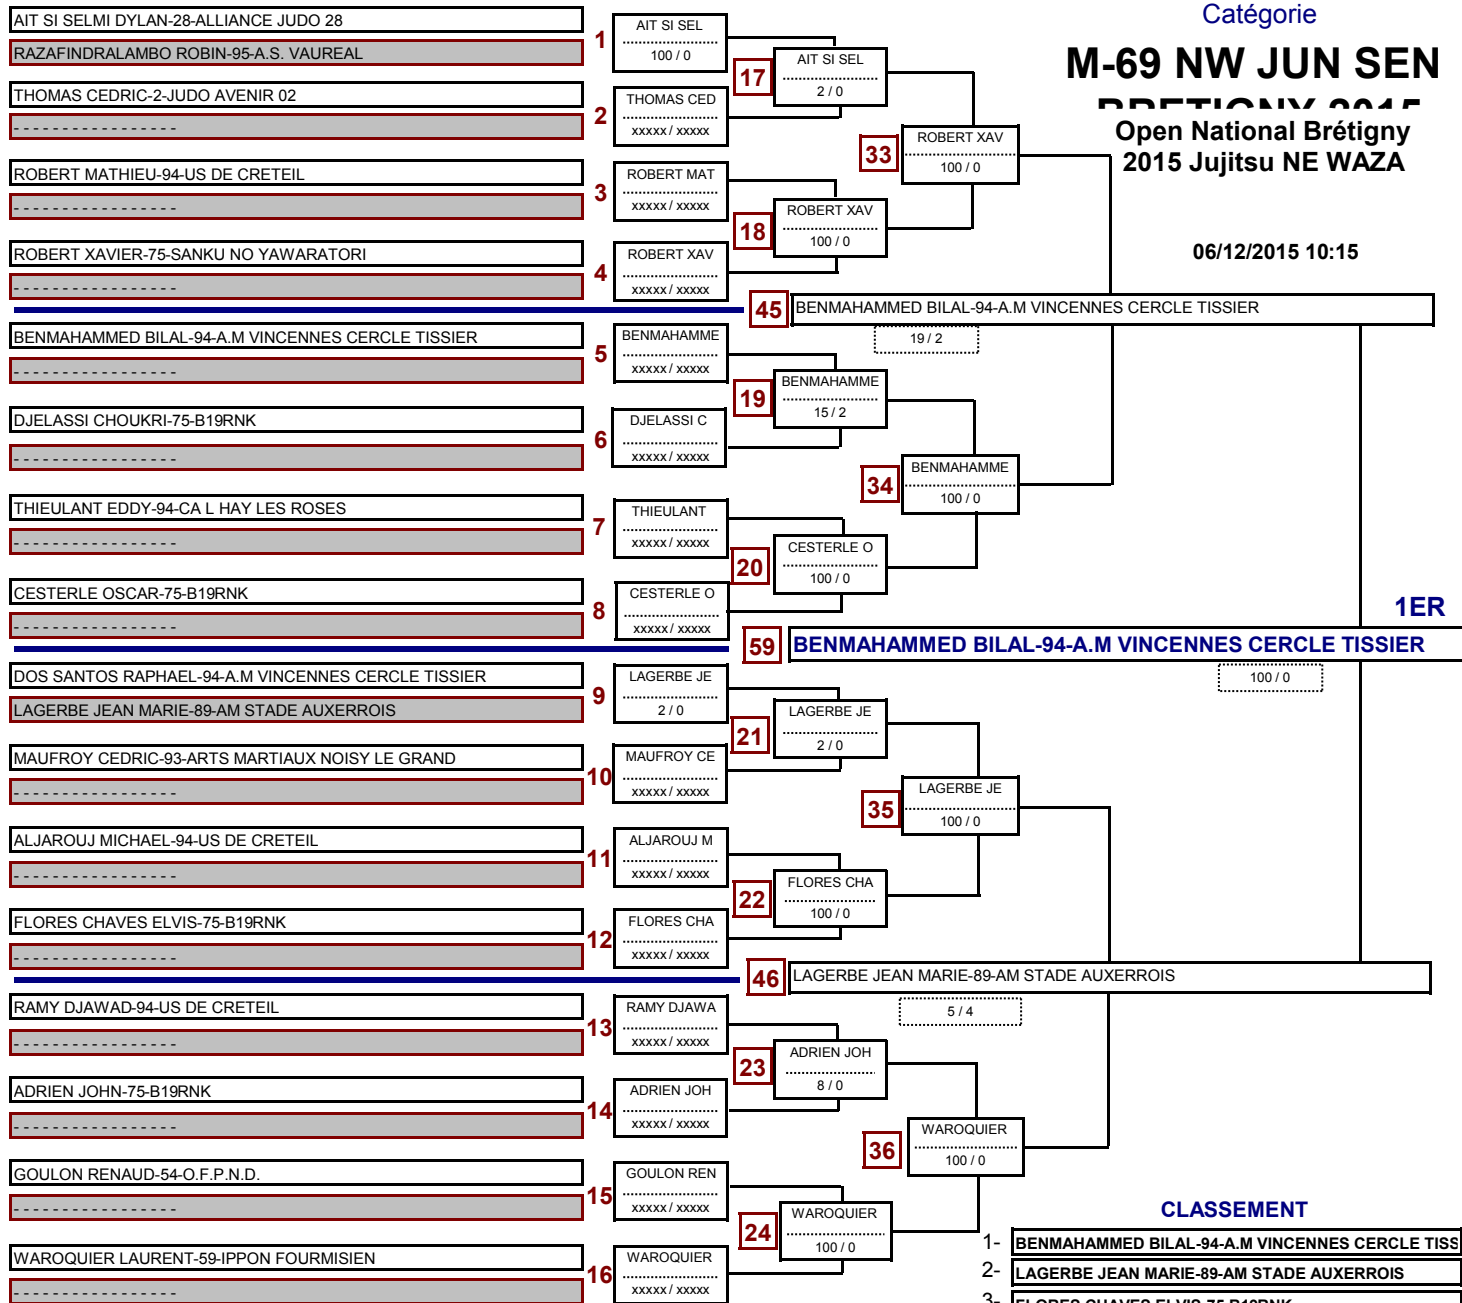 Catégorie
M-69 NW JUN SEN
BRETIGNY 2015
Open National Brétigny
2015 Jujitsu NE WAZA
06/12/2015 10:15
AIT SI SELMI DYLAN-28-ALLIANCE JUDO 28
RAZAFINDRALAMBO ROBIN-95-A.S. VAUREAL
1
AIT SI SEL
100 / 0
THOMAS CEDRIC-2-JUDO AVENIR 02
- - - - - - - - - - - - - - - - -
2
THOMAS CED
xxxxx / xxxxx
17
AIT SI SEL
2 / 0
ROBERT MATHIEU-94-US DE CRETEIL
- - - - - - - - - - - - - - - - -
3
ROBERT MAT
xxxxx / xxxxx
ROBERT XAVIER-75-SANKU NO YAWARATORI
- - - - - - - - - - - - - - - - -
4
ROBERT XAV
xxxxx / xxxxx
18
ROBERT XAV
100 / 0
33
ROBERT XAV
100 / 0
45
BENMAHAMMED BILAL-94-A.M VINCENNES CERCLE TISSIER
19 / 2
BENMAHAMMED BILAL-94-A.M VINCENNES CERCLE TISSIER
- - - - - - - - - - - - - - - - -
5
BENMAHAMME
xxxxx / xxxxx
DJELASSI CHOUKRI-75-B19RNK
- - - - - - - - - - - - - - - - -
6
DJELASSI C
xxxxx / xxxxx
19
BENMAHAMME
15 / 2
THIEULANT EDDY-94-CA L HAY LES ROSES
- - - - - - - - - - - - - - - - -
7
THIEULANT
xxxxx / xxxxx
CESTERLE OSCAR-75-B19RNK
- - - - - - - - - - - - - - - - -
8
CESTERLE O
xxxxx / xxxxx
20
CESTERLE O
100 / 0
34
BENMAHAMME
100 / 0
1ER
59
BENMAHAMMED BILAL-94-A.M VINCENNES CERCLE TISSIER
100 / 0
DOS SANTOS RAPHAEL-94-A.M VINCENNES CERCLE TISSIER
LAGERBE JEAN MARIE-89-AM STADE AUXERROIS
9
LAGERBE JE
2 / 0
MAUFROY CEDRIC-93-ARTS MARTIAUX NOISY LE GRAND
- - - - - - - - - - - - - - - - -
10
MAUFROY CE
xxxxx / xxxxx
21
LAGERBE JE
2 / 0
ALJAROUJ MICHAEL-94-US DE CRETEIL
- - - - - - - - - - - - - - - - -
11
ALJAROUJ M
xxxxx / xxxxx
FLORES CHAVES ELVIS-75-B19RNK
- - - - - - - - - - - - - - - - -
12
FLORES CHA
xxxxx / xxxxx
22
FLORES CHA
100 / 0
35
LAGERBE JE
100 / 0
46
LAGERBE JEAN MARIE-89-AM STADE AUXERROIS
5 / 4
RAMY DJAWAD-94-US DE CRETEIL
- - - - - - - - - - - - - - - - -
13
RAMY DJAWA
xxxxx / xxxxx
ADRIEN JOHN-75-B19RNK
- - - - - - - - - - - - - - - - -
14
ADRIEN JOH
xxxxx / xxxxx
23
ADRIEN JOH
8 / 0
GOULON RENAUD-54-O.F.P.N.D.
- - - - - - - - - - - - - - - - -
15
GOULON REN
xxxxx / xxxxx
WAROQUIER LAURENT-59-IPPON FOURMISIEN
- - - - - - - - - - - - - - - - -
16
WAROQUIER
xxxxx / xxxxx
24
WAROQUIER
100 / 0
36
WAROQUIER
100 / 0
CLASSEMENT
1- BENMAHAMMED BILAL-94-A.M VINCENNES CERCLE TISS
2- LAGERBE JEAN MARIE-89-AM STADE AUXERROIS
3- FLORES CHAVES ELVIS-75-B19RNK